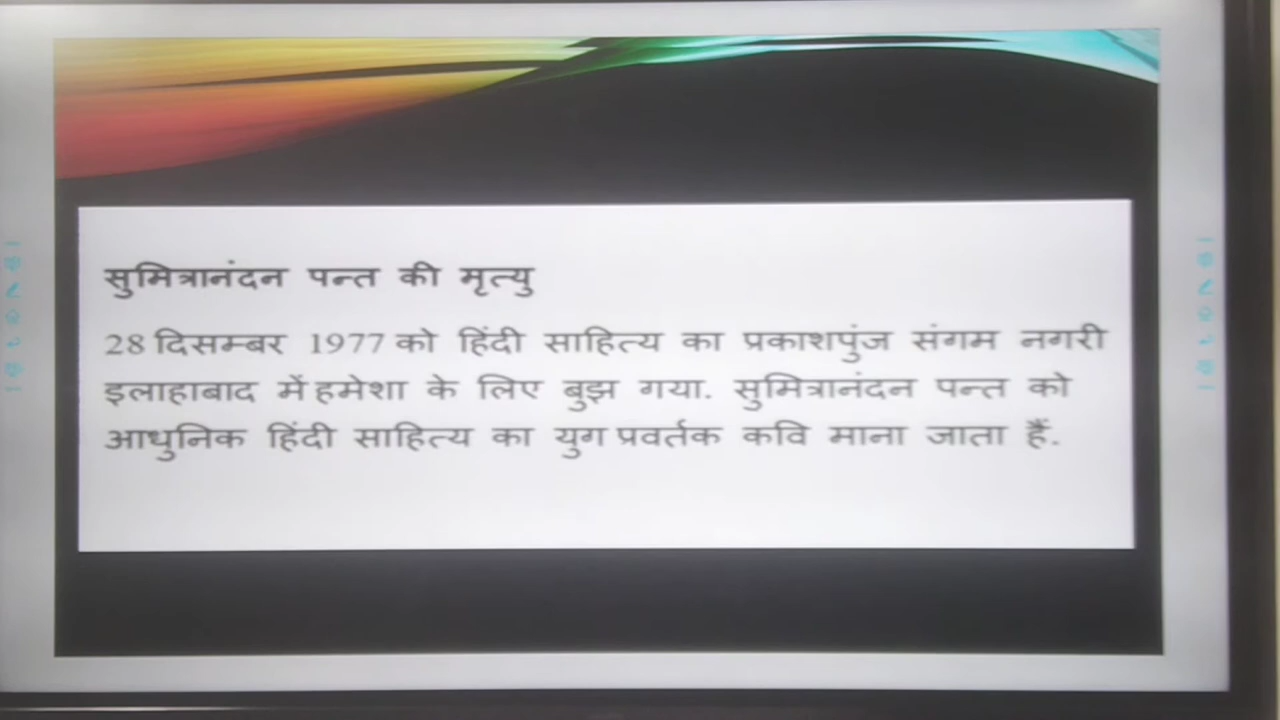 सुमित्रानंदन पन्त की मृत्यु
28 दिसम्बर 1977 को हिंदी साहित्य का प्रकाशपुंज संगम नगरी
इलाहाबाद में हमेशा के लिए बुझ गया. सुमित्रानंदन पन्त को
आधुनिक हिंदी साहित्य का युग प्रवर्तक कवि माना जाता हैं.